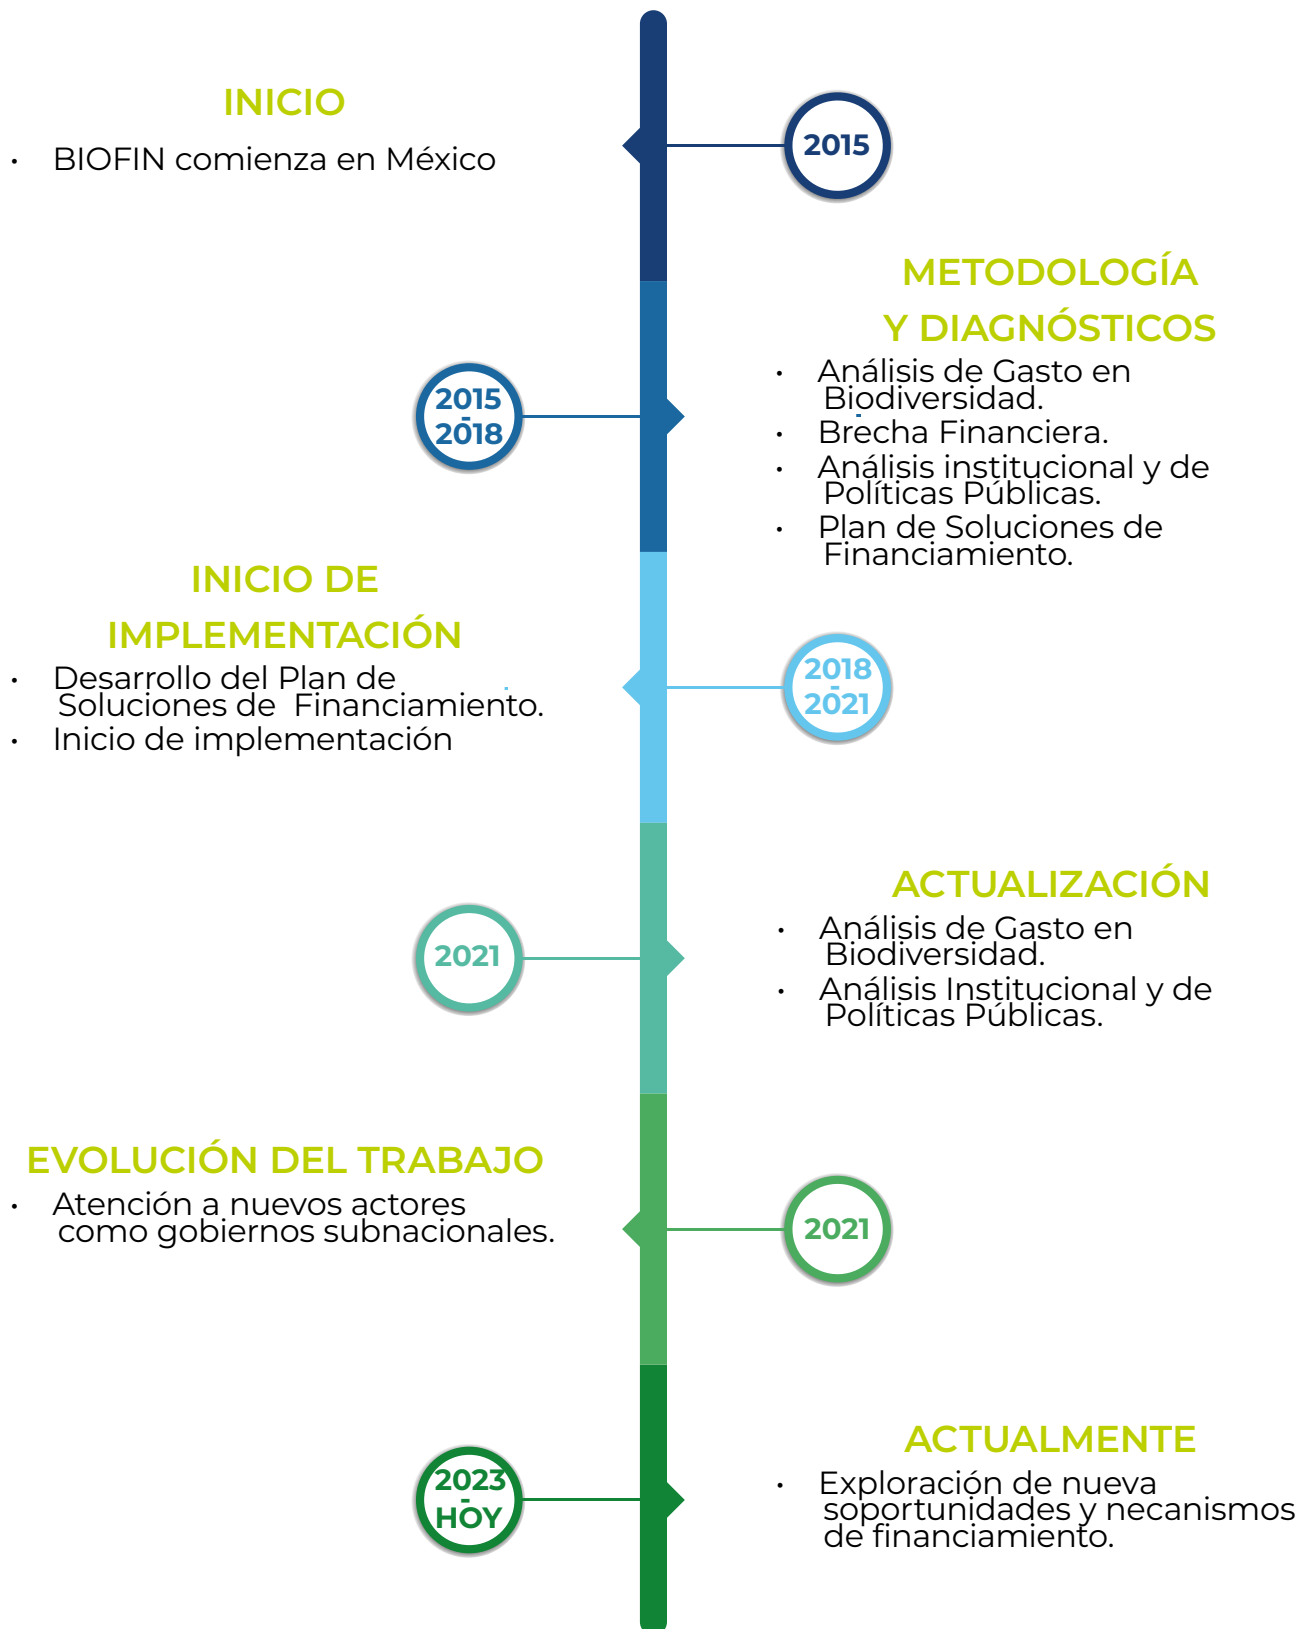 INICIO
• BIOFIN comienza en México
2015
METODOLOGÍA
Y DIAGNÓSTICOS
• Análisis de Gasto en
Biodiversidad.
• Brecha Financiera.
• Análisis institucional y de
Políticas Públicas.
• Plan de Soluciones de
Financiamiento.
2015
-
2018
INICIO DE
IMPLEMENTACIÓN
• Desarrollo del Plan de
Soluciones de Financiamiento.
• Inicio de implementación
2018
-
2021
ACTUALIZACIÓN
• Análisis de Gasto en
Biodiversidad.
• Análisis Institucional y de
Políticas Públicas.
2021
EVOLUCIÓN DEL TRABAJO
• Atención a nuevos actores
como gobiernos subnacionales.
2021
ACTUALMENTE
• Exploración de nueva
soportunidades y necanismos
de financiamiento.
2023
-
HOY